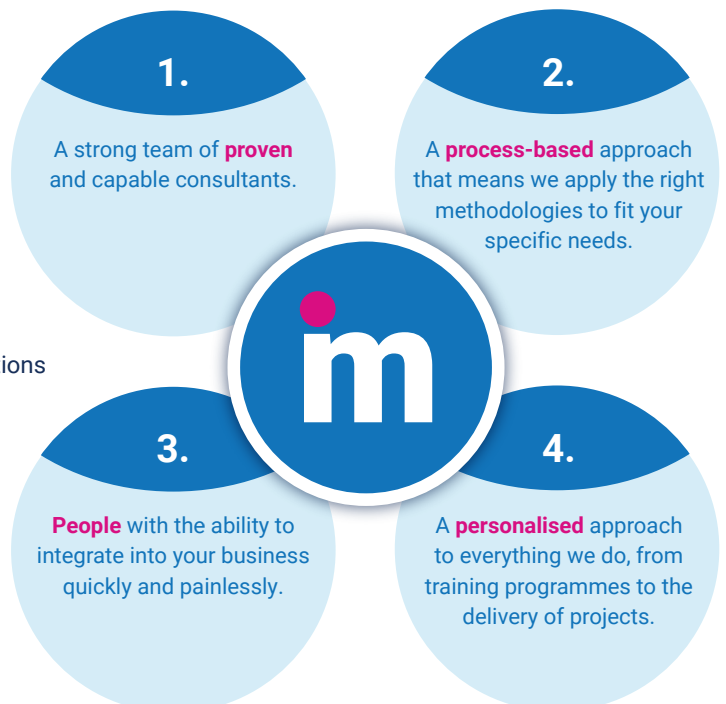 1.
A strong team of proven
and capable consultants.
2.
A process-based approach
that means we apply the right
methodologies to fit your
specific needs.
im
3.
People with the ability to
integrate into your business
quickly and painlessly.
4.
A personalised approach
to everything we do, from
training programmes to the
delivery of projects.